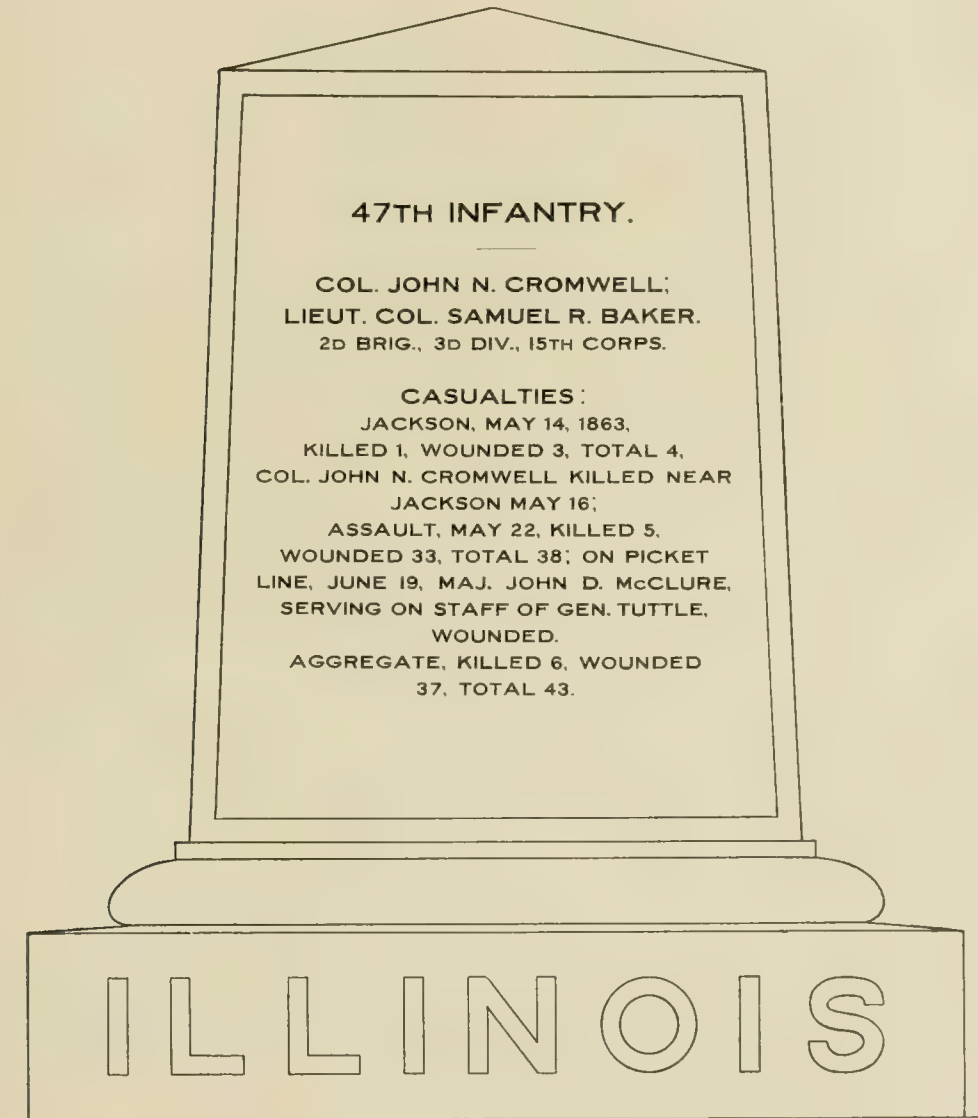 47TH INFANTRY.
COL. JOHN N. CROMWELL;
LIEUT. COL. SAMUEL R. BAKER.
2D BRIG., 3D DIV., 15TH CORPS.
CASUALTIES:
JACKSON, MAY 14, 1863,
KILLED 1, WOUNDED 3, TOTAL 4,
COL. JOHN N. CROMWELL KILLED NEAR
JACKSON MAY 16;
ASSAULT, MAY 22, KILLED 5,
WOUNDED 33, TOTAL 38; ON PICKET
LINE, JUNE 19, MAJ. JOHN D. McCLURE,
SERVING ON STAFF OF GEN. TUTTLE,
WOUNDED.
AGGREGATE, KILLED 6, WOUNDED
37, TOTAL 43.
ILLINOIS